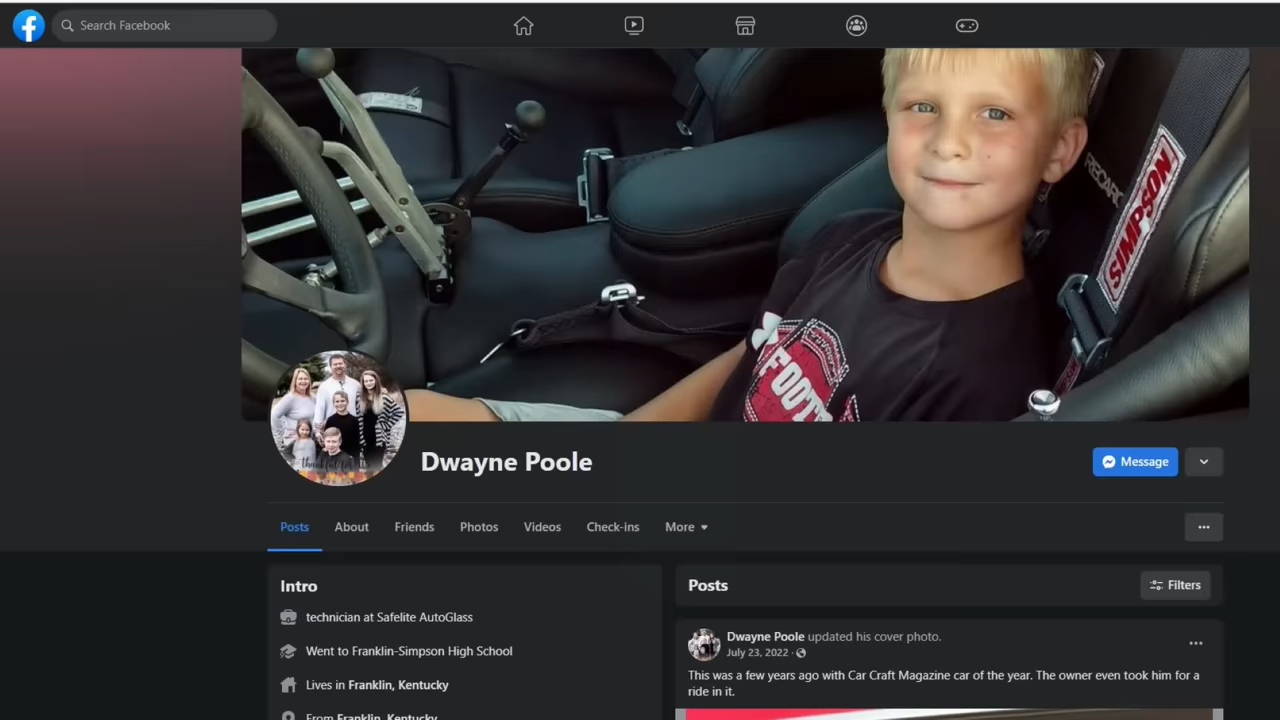 Search Facebook
RECARO
SIMPSON
FOOT
thankful for
Dwayne Poole
Message
Posts
About
Friends
Photos
Videos
Check-ins
More
Intro
technician at Safelite AutoGlass
Went to Franklin-Simpson High School
Lives in Franklin, Kentucky
From Franklin, Kentucky
Posts
Filters
Dwayne Poole updated his cover photo.
July 23, 2022 ·
This was a few years ago with Car Craft Magazine car of the year. The owner even took him for a
ride in it.